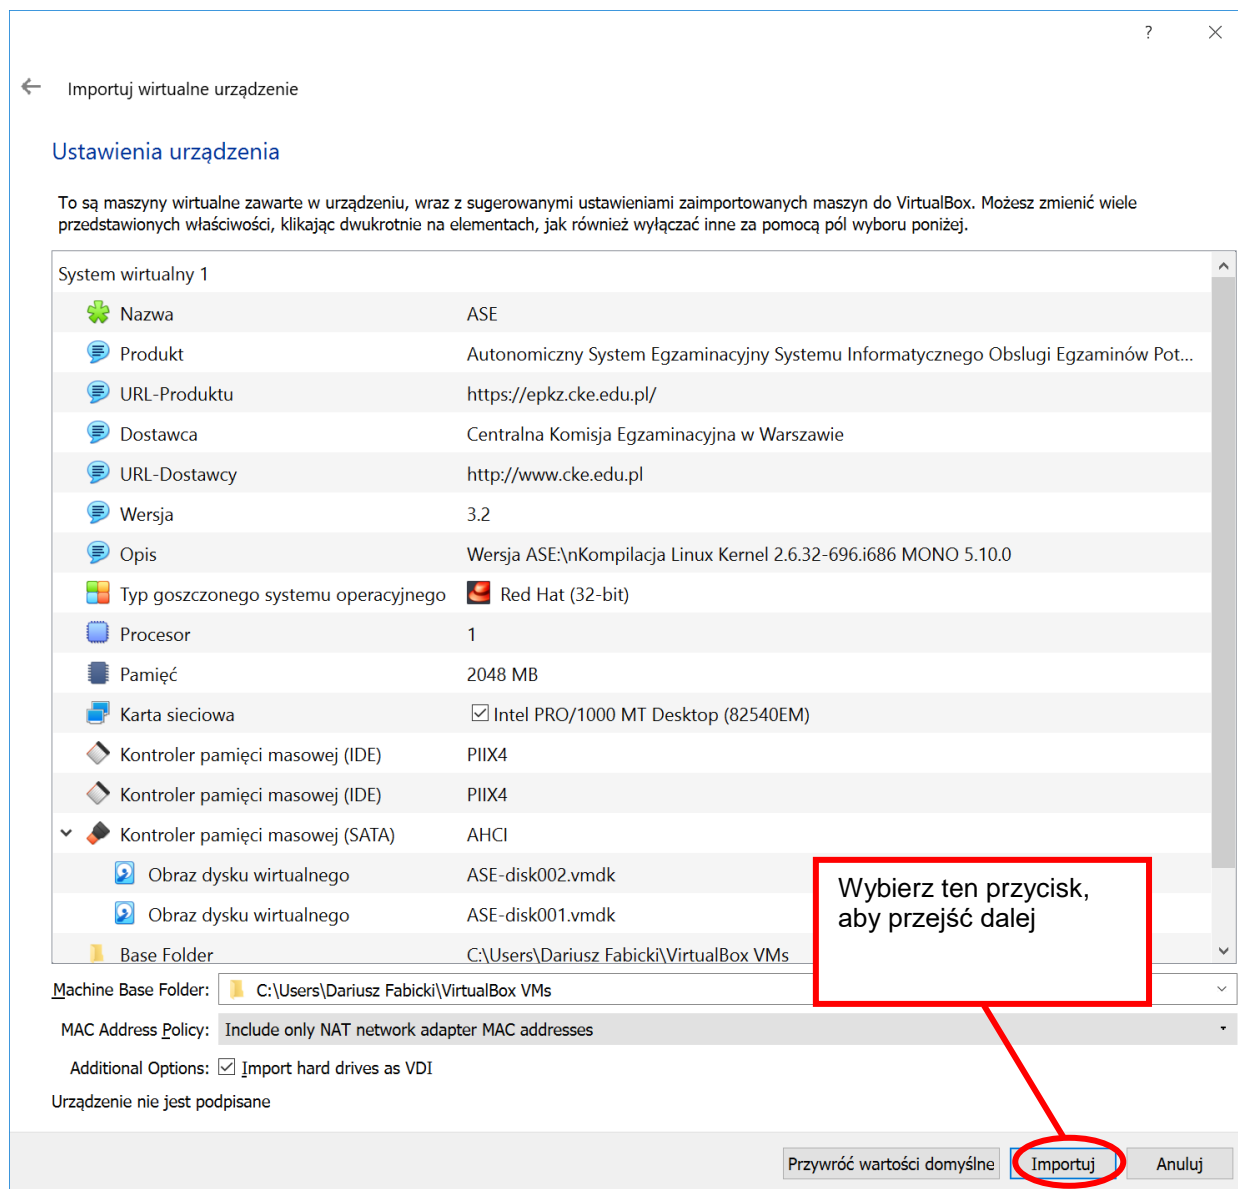 ?
Importuj wirtualne urządzenie
Ustawienia urządzenia
To są maszyny wirtualne zawarte w urządzeniu, wraz z sugerowanymi ustawieniami zaimportowanych maszyn do VirtualBox. Możesz zmienić wiele
przedstawionych właściwości, klikając dwukrotnie na elementach, jak również wyłączać inne za pomocą pól wyboru poniżej.
System wirtualny 1
Nazwa ASE
Produkt Autonomiczny System Egzaminacyjny Systemu Informatycznego Obslugi Egzaminów Pot...
URL-Produktu https://epkz.cke.edu.pl/
Dostawca Centralna Komisja Egzaminacyjna w Warszawie
URL-Dostawcy http://www.cke.edu.pl
Wersja 3.2
Opis Wersja ASE:\nKompilacja Linux Kernel 2.6.32-696.i686 MONO 5.10.0
Typ goszczonego systemu operacyjnego Red Hat (32-bit)
Procesor 1
Pamięć 2048 MB
Karta sieciowa Intel PRO/1000 MT Desktop (82540EM)
Kontroler pamięci masowej (IDE) PIIX4
Kontroler pamięci masowej (IDE) PIIX4
Kontroler pamięci masowej (SATA) AHCI
Obraz dysku wirtualnego ASE-disk002.vmdk
Obraz dysku wirtualnego ASE-disk001.vmdk
Base Folder C:\Users\Dariusz Fabicki\VirtualBox VMs
Wybierz ten przycisk,
aby przejść dalej
Machine Base Folder: C:\Users\Dariusz Fabicki\VirtualBox VMs
MAC Address Policy: Include only NAT network adapter MAC addresses
Additional Options: Import hard drives as VDI
Urządzenie nie jest podpisane
Przywróć wartości domyślne Importuj Anuluj